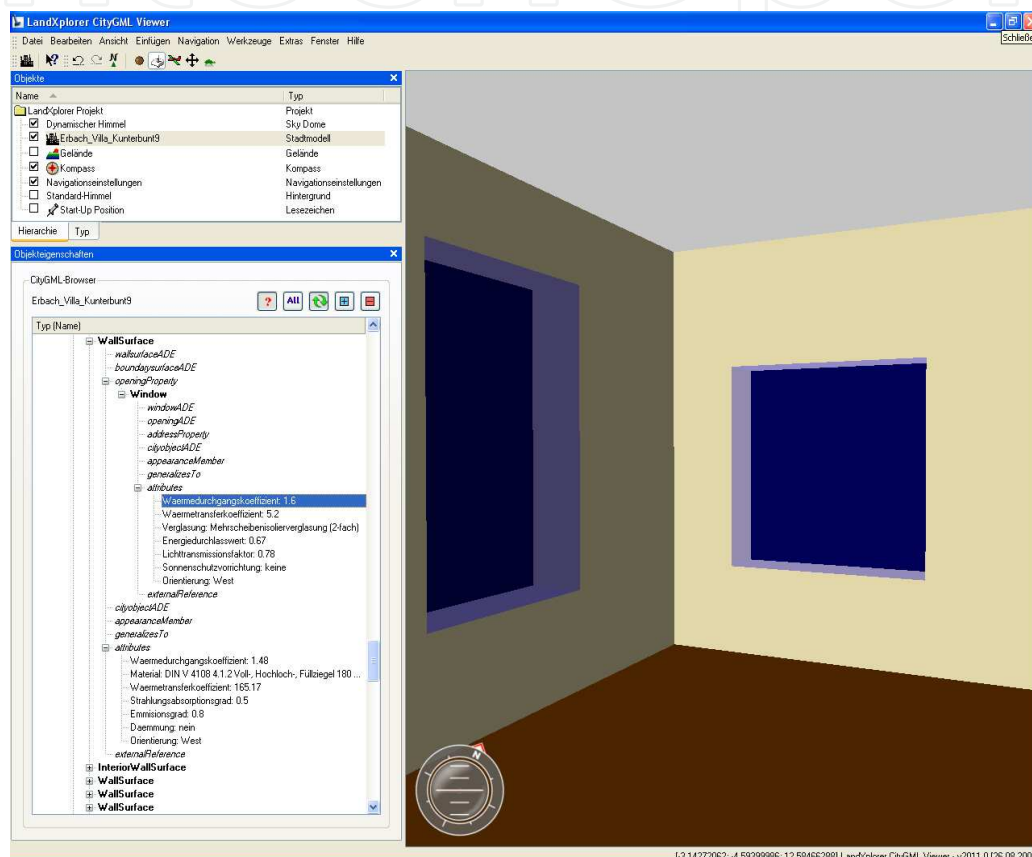 LandXplorer CityGML Viewer
Datei Bearbeiten Ansicht Einfügen Navigation Werkzeuge Extras Fenster Hilfe
Schließe
Objekte
Name Typ
LandXplorer Projekt Projekt
Dynamischer Himmel Sky Dome
Erbach_Villa_Kunterbunt9 Stadtmodell
Gelände Gelände
Kompass Kompass
Navigationseinstellungen Navigationseinstellungen
Standard-Himmel Hintergrund
Start-Up Position Lesezeichen
Hierarchie Typ
Objekteigenschaften
CityGML-Browser
Erbach_Villa_Kunterbunt9 ? All
Typ (Name)
WallSurface
wallsurfaceADE
boundarysurfaceADE
openingProperty
Window
windowADE
openingADE
addressProperty
cityobjectADE
appearanceMember
generalizesTo
attributes
Waermedurchgangskoeffizient: 1.6
Waermetransferkoeffizient: 5.2
Verglasung: Mehrscheibenisolierverglasung (2-fach)
Energiedurchlasswert: 0.67
Lichttransmissionsfaktor: 0.78
Sonnenschutzvorrichtung: keine
Orientierung: West
externalReference
cityobjectADE
appearanceMember
generalizesTo
attributes
Waermedurchgangskoeffizient: 1.48
Material: DIN V 4108 4.1.2 Voll-, Hochloch-, Füllziegel 180 ...
Waermetransferkoeffizient: 165.17
Strahlungsabsorptionsgrad: 0.5
Emmisionsgrad: 0.8
Daemmung: nein
Orientierung: West
externalReference
InteriorWallSurface
WallSurface
WallSurface
WallSurface
N